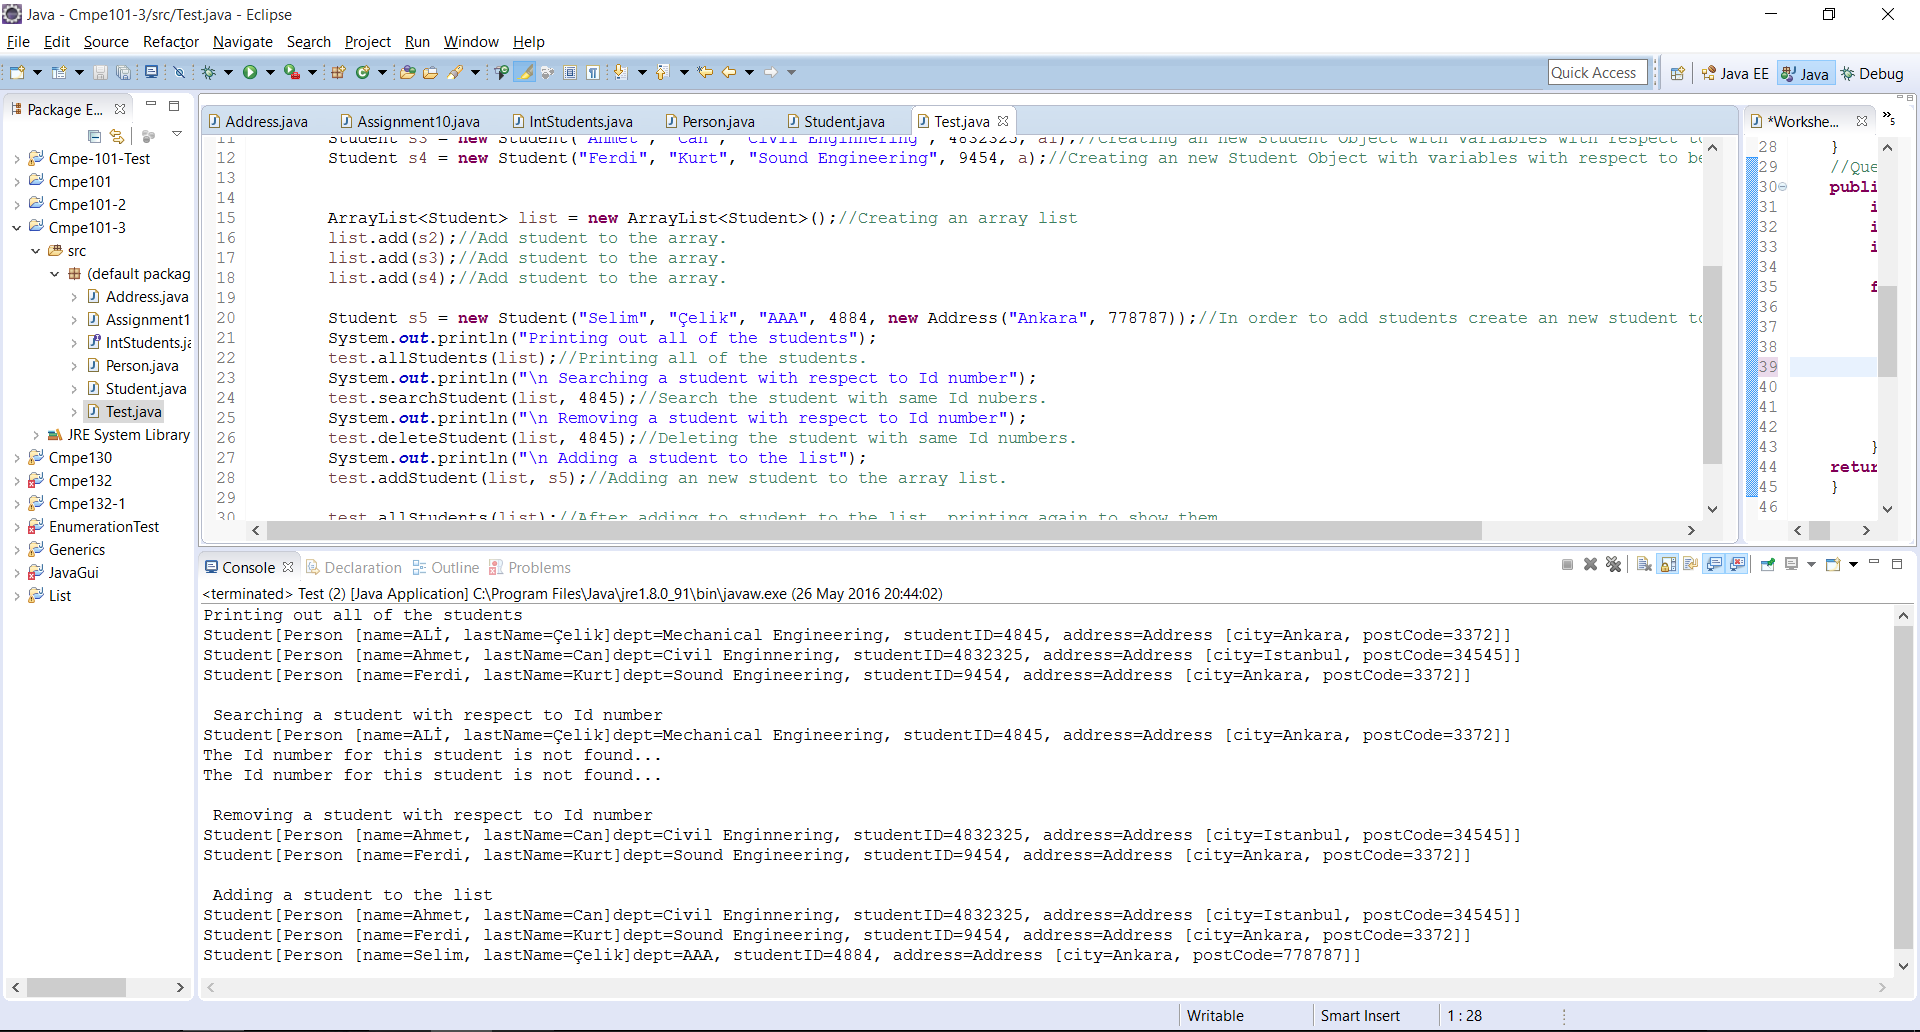 Java - Cmpe101-3/src/Test.java - Eclipse
File Edit Source Refactor Navigate Search Project Run Window Help
Quick Access Java EE Java Debug
Package E...
Cmpe-101-Test
Cmpe101
Cmpe101-2
Cmpe101-3
src
(default packag
Address.java
Assignment1
IntStudents.ja
Person.java
Student.java
Test.java
JRE System Library
Cmpe130
Cmpe132
Cmpe132-1
EnumerationTest
Generics
JavaGui
List
Address.java Assignment10.java IntStudents.java Person.java Student.java Test.java
11 Student s3 = new Student("Ahmet", "Can", "Civil Enginnering", 4832325, a1);//Creating an new Student Object with variables with respect to
12 Student s4 = new Student("Ferdi", "Kurt", "Sound Engineering", 9454, a);//Creating an new Student Object with variables with respect to be
13
14
15 ArrayList<Student> list = new ArrayList<Student>();//Creating an array list
16 list.add(s2);//Add student to the array.
17 list.add(s3);//Add student to the array.
18 list.add(s4);//Add student to the array.
19
20 Student s5 = new Student("Selim", "Çelik", "AAA", 4884, new Address("Ankara", 778787));//In order to add students create an new student to
21 System.out.println("Printing out all of the students");
22 test.allStudents(list);//Printing all of the students.
23 System.out.println("\n Searching a student with respect to Id number");
24 test.searchStudent(list, 4845);//Search the student with same Id nubers.
25 System.out.println("\n Removing a student with respect to Id number");
26 test.deleteStudent(list, 4845);//Deleting the student with same Id numbers.
27 System.out.println("\n Adding a student to the list");
28 test.addStudent(list, s5);//Adding an new student to the array list.
29
30 test.allStudents(list);//After adding to student to the list, printing again to show them
*Workshe... »5
28 }
29 //Que
30 publi
31 i
32 i
33 i
34
35 f
36
37
38
39
40
41
42
43 }
44 retur
45 }
46
Console Declaration Outline Problems
<terminated> Test (2) [Java Application] C:\Program Files\Java\jre1.8.0_91\bin\javaw.exe (26 May 2016 20:44:02)
Printing out all of the students
Student[Person [name=ALİ, lastName=Çelik]dept=Mechanical Engineering, studentID=4845, address=Address [city=Ankara, postCode=3372]]
Student[Person [name=Ahmet, lastName=Can]dept=Civil Enginnering, studentID=4832325, address=Address [city=Istanbul, postCode=34545]]
Student[Person [name=Ferdi, lastName=Kurt]dept=Sound Engineering, studentID=9454, address=Address [city=Ankara, postCode=3372]]
Searching a student with respect to Id number
Student[Person [name=ALİ, lastName=Çelik]dept=Mechanical Engineering, studentID=4845, address=Address [city=Ankara, postCode=3372]]
The Id number for this student is not found...
The Id number for this student is not found...
Removing a student with respect to Id number
Student[Person [name=Ahmet, lastName=Can]dept=Civil Enginnering, studentID=4832325, address=Address [city=Istanbul, postCode=34545]]
Student[Person [name=Ferdi, lastName=Kurt]dept=Sound Engineering, studentID=9454, address=Address [city=Ankara, postCode=3372]]
Adding a student to the list
Student[Person [name=Ahmet, lastName=Can]dept=Civil Enginnering, studentID=4832325, address=Address [city=Istanbul, postCode=34545]]
Student[Person [name=Ferdi, lastName=Kurt]dept=Sound Engineering, studentID=9454, address=Address [city=Ankara, postCode=3372]]
Student[Person [name=Selim, lastName=Çelik]dept=AAA, studentID=4884, address=Address [city=Ankara, postCode=778787]]
Writable Smart Insert 1 : 28